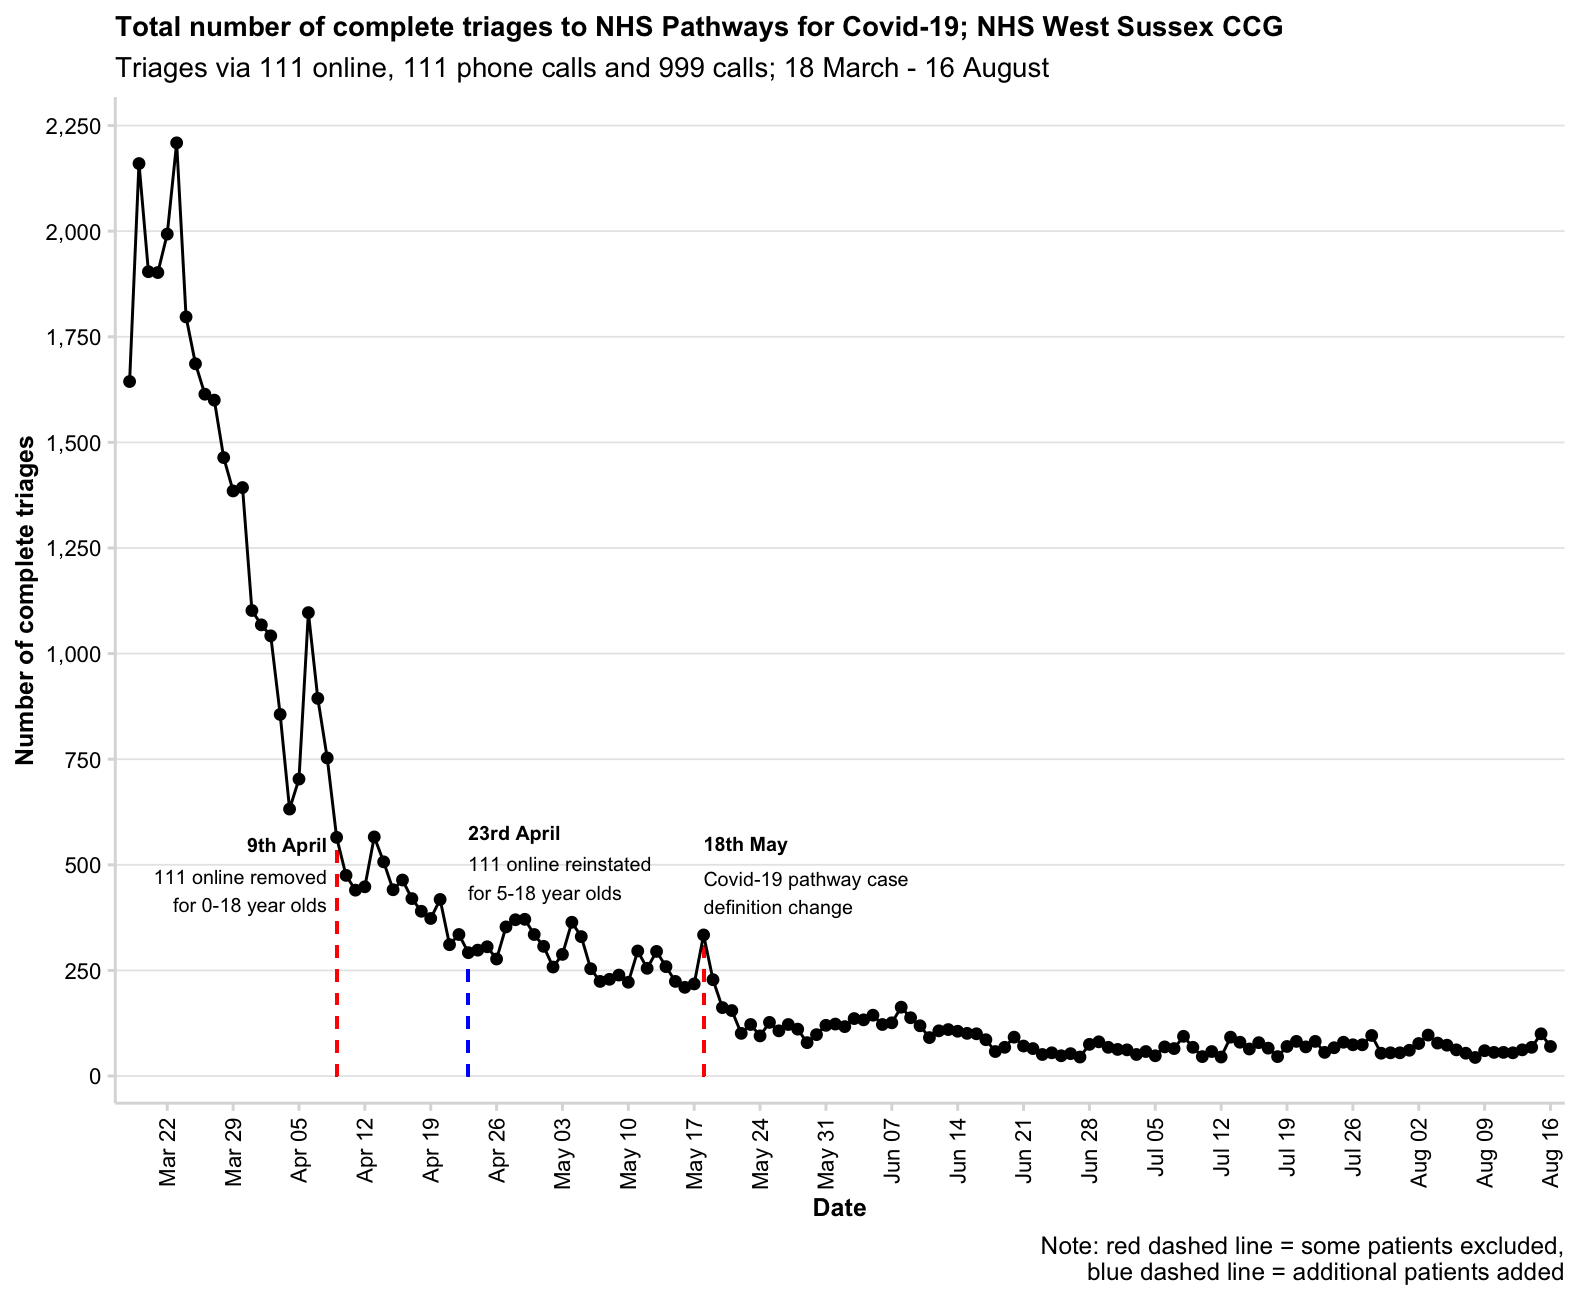 Total number of complete triages to NHS Pathways for Covid-19; NHS West Sussex CCG
Triages via 111 online, 111 phone calls and 999 calls; 18 March - 16 August
Number of complete triages
2,250
2,000
1,750
1,500
1,250
1,000
750
500
250
0
9th April
111 online removed
for 0-18 year olds
23rd April
111 online reinstated
for 5-18 year olds
18th May
Covid-19 pathway case
definition change
Mar 22
Mar 29
Apr 05
Apr 12
Apr 19
Apr 26
May 03
May 10
May 17
May 24
May 31
Jun 07
Jun 14
Jun 21
Jun 28
Jul 05
Jul 12
Jul 19
Jul 26
Aug 02
Aug 09
Aug 16
Date
Note: red dashed line = some patients excluded,
blue dashed line = additional patients added